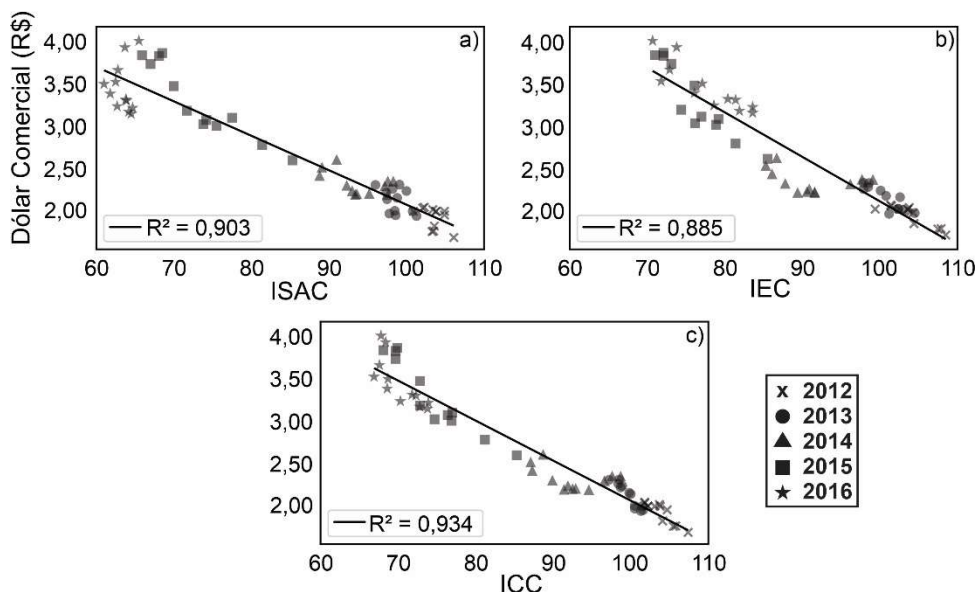 Dólar Comercial (R$)
4,00
3,50
3,00
2,50
2,00
a)
R² = 0,903
60 70 80 90 100 110
ISAC
4,00
3,50
3,00
2,50
2,00
b)
R² = 0,885
60 70 80 90 100 110
IEC
4,00
3,50
3,00
2,50
2,00
c)
R² = 0,934
60 70 80 90 100 110
ICC
2012
2013
2014
2015
2016